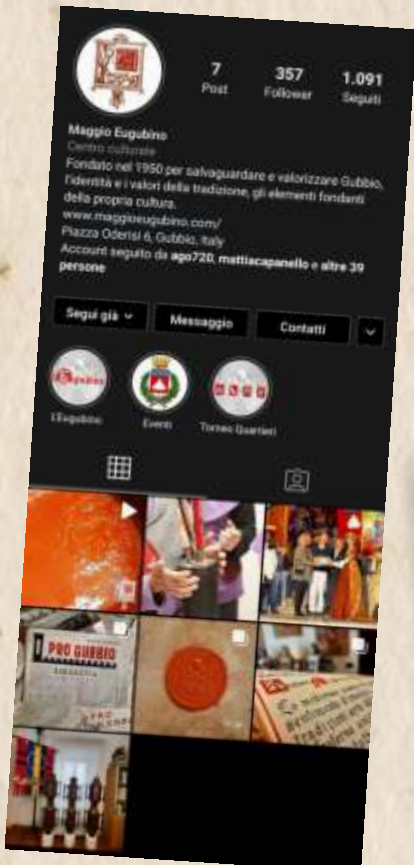 7
Post
357
Follower
1.091
Seguiti
Maggio Eugubino
Centro culturale
Fondato nel 1950 per salvaguardare e valorizzare Gubbio,
l'identità e i valori della tradizione, gli elementi fondanti
della propria cultura.
www.maggioeugubino.com/
Piazza Oderisi 6, Gubbio, Italy
Account seguito da ago720, mattiacapanello e altre 39
persone
Segui già
Messaggio
Contatti
L'Eugubino
Eventi
Torneo Quartieri
PRO GUBBIO